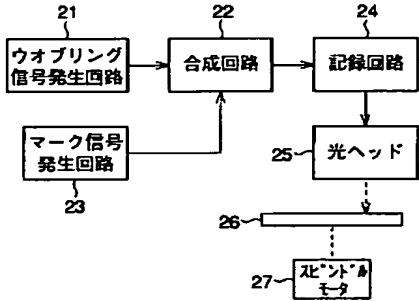 21
22
24
ウオブリング
信号発生回路
合成回路
記録回路
マーク信号
発生回路
23
25
光ヘッド
26
27
スピンドル
モータ